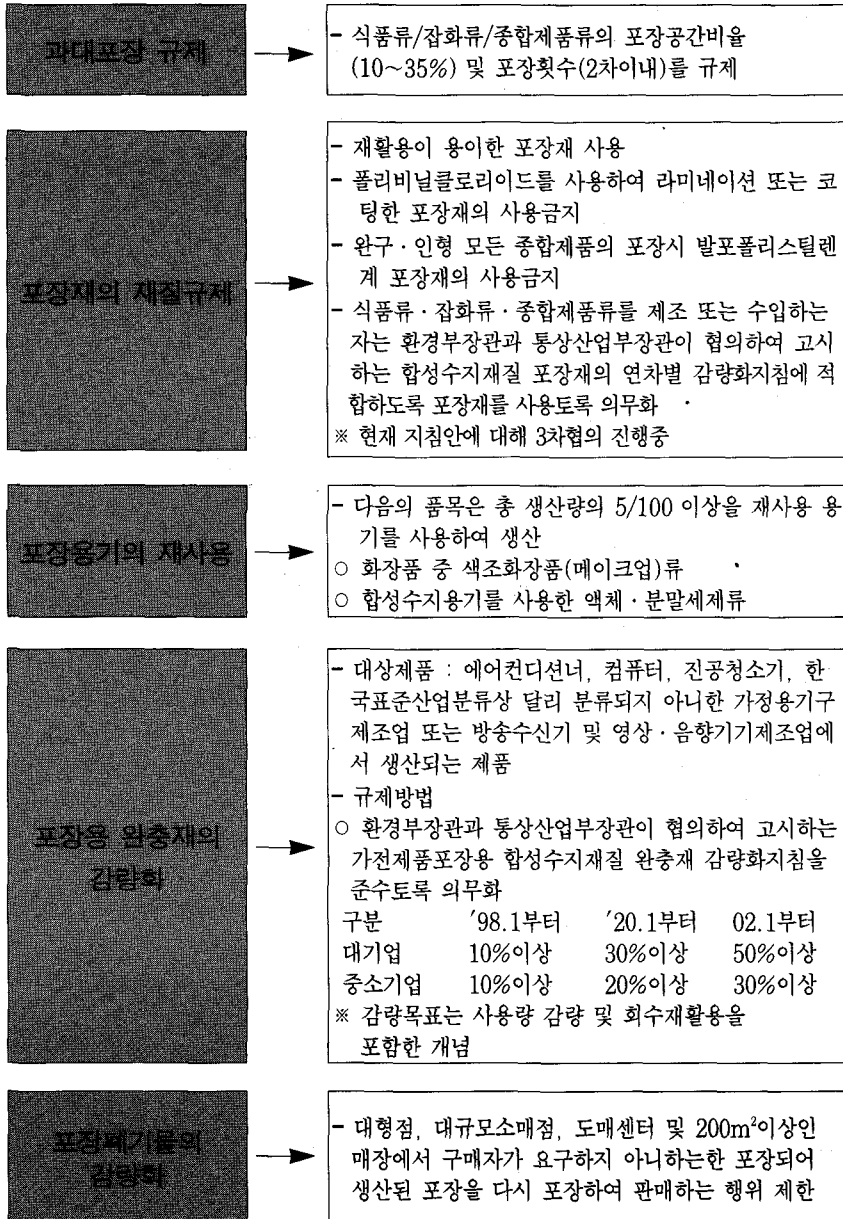 과대포장 규제
- 식품류/잡화류/종합제품류의 포장공간비율
(10~35%) 및 포장횟수(2차이내)를 규제
포장재의 재질규제
- 재활용이 용이한 포장재 사용
- 폴리비닐클로리이드를 사용하여 라미네이션 또는 코
팅한 포장재의 사용금지
- 완구·인형 모든 종합제품의 포장시 발포폴리스틸렌
계 포장재의 사용금지
- 식품류·잡화류·종합제품류를 제조 또는 수입하는
자는 환경부장관과 통상산업부장관이 협의하여 고시
하는 합성수지재질 포장재의 연차별 감량화지침에 적
합하도록 포장재를 사용토록 의무화
※ 현재 지침안에 대해 3차협의 진행중
포장용기의 재사용
- 다음의 품목은 총 생산량의 5/100 이상을 재사용 용
기를 사용하여 생산
○ 화장품 중 색조화장품(메이크업)류
○ 합성수지용기를 사용한 액체·분말세제류
포장용 완충재의
감량화
- 대상제품 : 에어컨디션너, 컴퓨터, 진공청소기, 한
국표준산업분류상 달리 분류되지 아니한 가정용기구
제조업 또는 방송수신기 및 영상·음향기기제조업에
서 생산되는 제품
- 규제방법
○ 환경부장관과 통상산업부장관이 협의하여 고시하는
가전제품포장용 합성수지재질 완충재 감량화지침을
준수토록 의무화
구분 '98.1부터 '20.1부터 02.1부터
대기업 10%이상 30%이상 50%이상
중소기업 10%이상 20%이상 30%이상
※ 감량목표는 사용량 감량 및 회수재활용을
포함한 개념
포장폐기물의
감량화
- 대형점, 대규모소매점, 도매센터 및 200m²이상인
매장에서 구매자가 요구하지 아니하는한 포장되어
생산된 포장을 다시 포장하여 판매하는 행위 제한